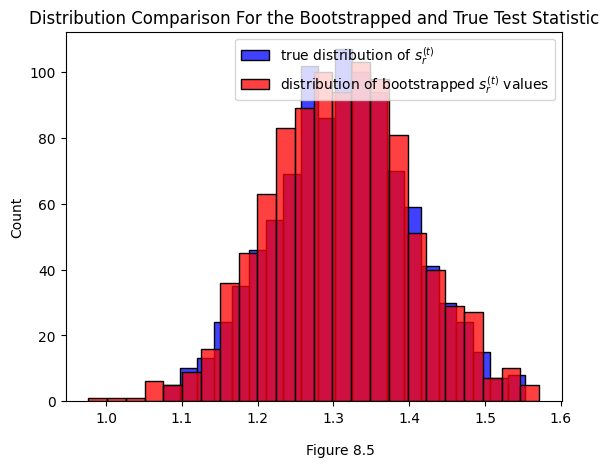 Distribution Comparison For the Bootstrapped and True Test Statistic
true distribution of $s_r^{(t)}$
distribution of bootstrapped $s_r^{(t)}$ values
Count
100
80
60
40
20
0
1.0 1.1 1.2 1.3 1.4 1.5 1.6
Figure 8.5